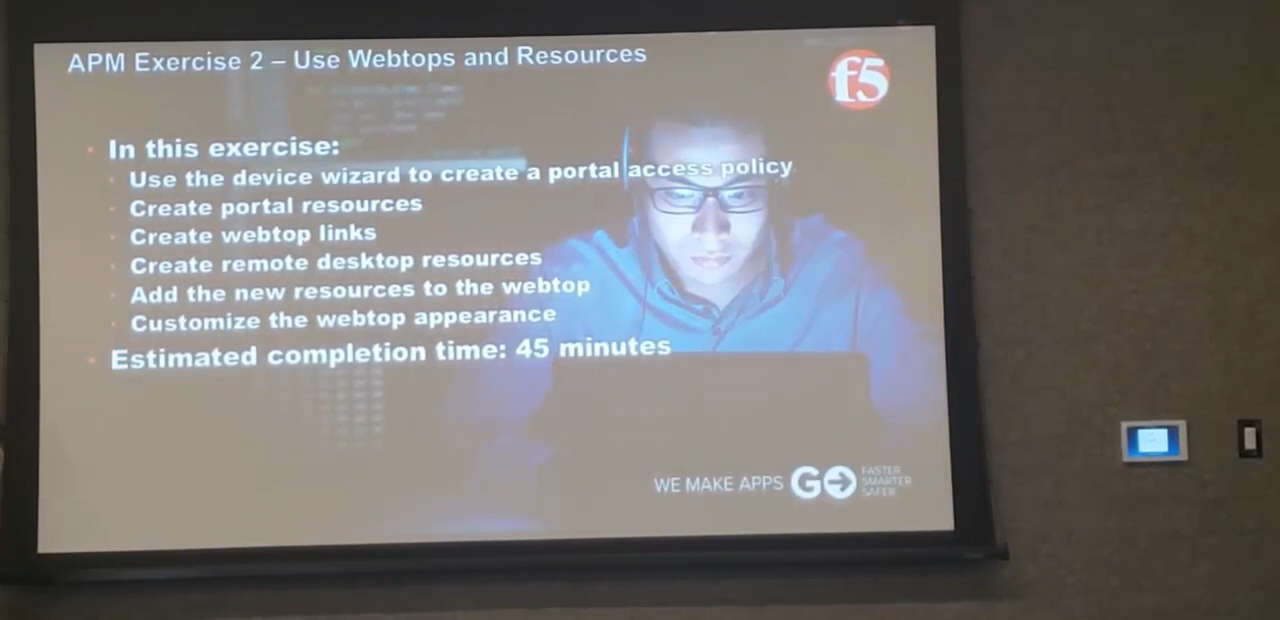 APM Exercise 2 – Use Webtops and Resources
f5
In this exercise:
Use the device wizard to create a portal access policy
Create portal resources
Create webtop links
Create remote desktop resources
Add the new resources to the webtop
Customize the webtop appearance
Estimated completion time: 45 minutes
WE MAKE APPS GO FASTER
SMARTER
SAFER